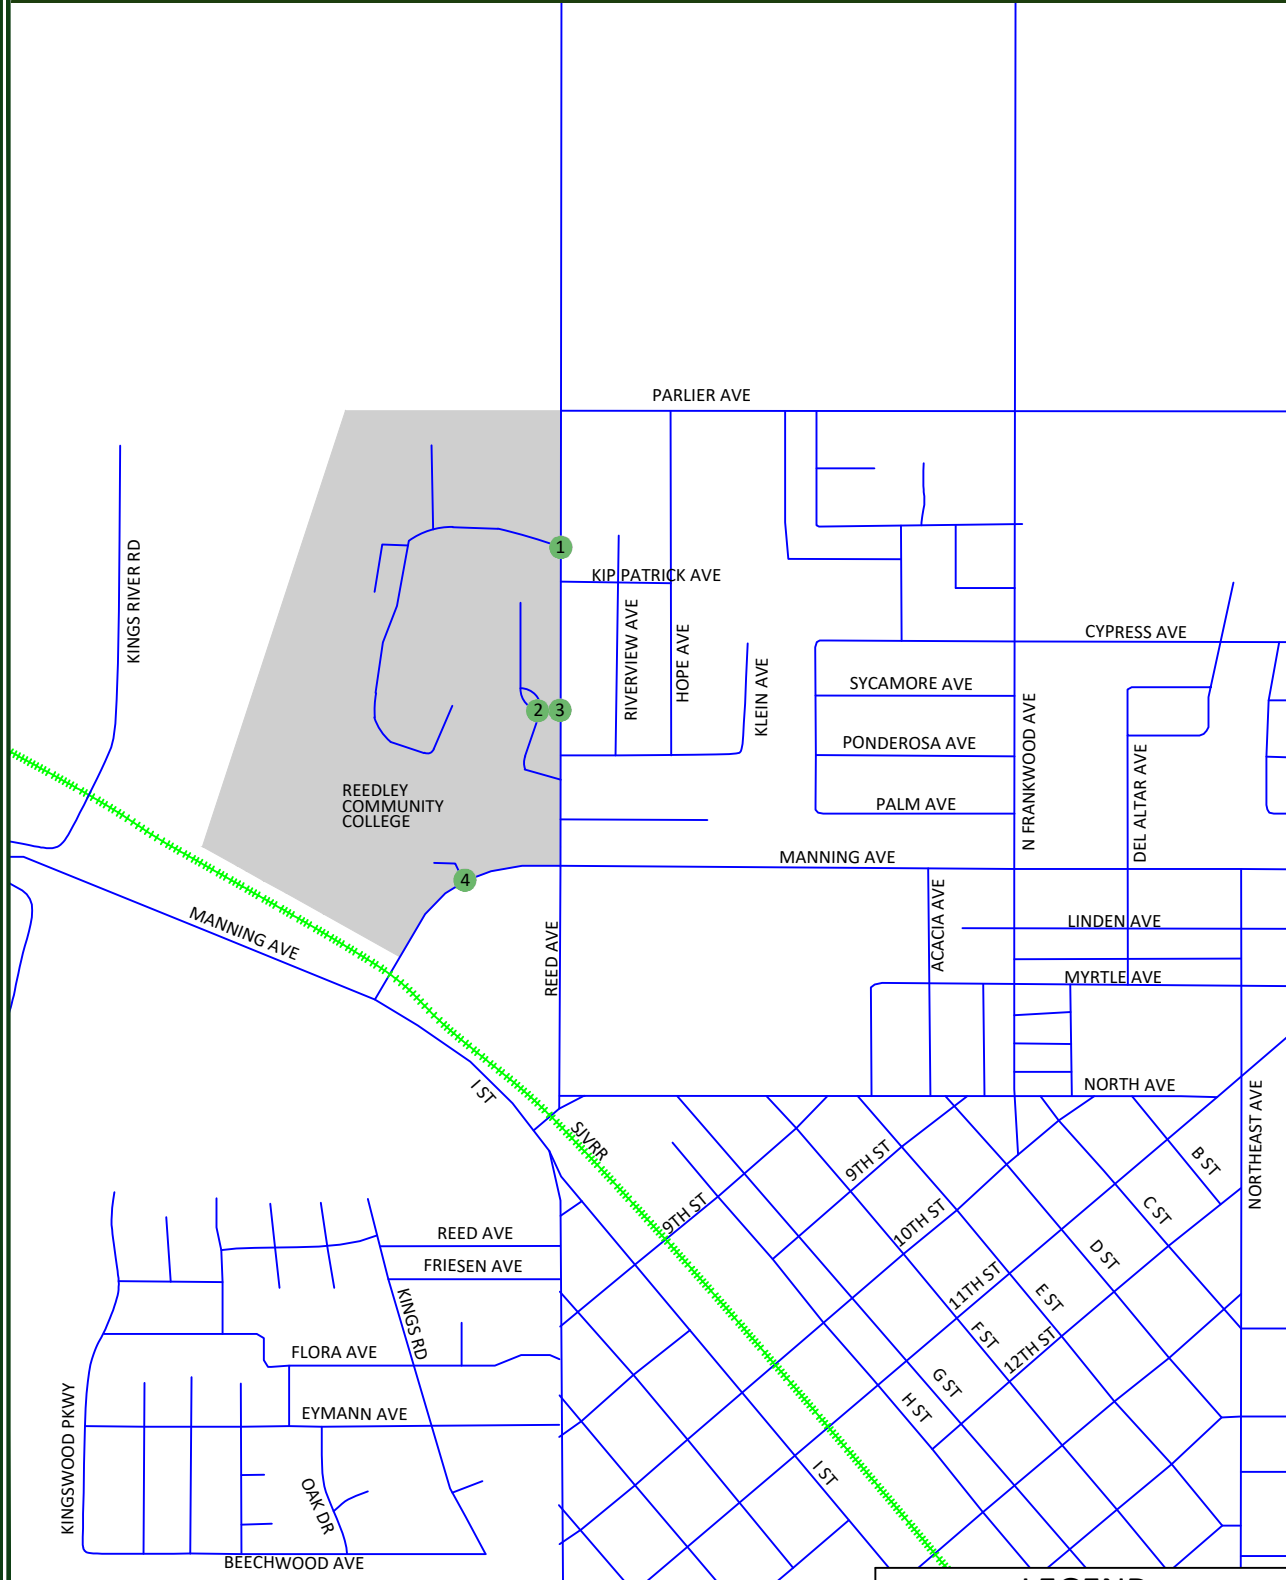 PARLIER AVE
KINGS RIVER RD
1
KIP PATRICK AVE
RIVERVIEW AVE
HOPE AVE
KLEIN AVE
CYPRESS AVE
SYCAMORE AVE
N FRANKWOOD AVE
2
3
PONDEROSA AVE
DEL ALTAR AVE
REEDLEY
COMMUNITY
COLLEGE
PALM AVE
MANNING AVE
4
ACACIA AVE
MANNING AVE
REED AVE
LINDEN AVE
MYRTLE AVE
I ST
NORTH AVE
NORTHEAST AVE
SJVRR
9TH ST
B ST
9TH ST
10TH ST
C ST
REED AVE
D ST
FRIESEN AVE
11TH ST
E ST
KINGS RD
F ST
12TH ST
FLORA AVE
G ST
KINGSWOOD PKWY
H ST
EYMANN AVE
I ST
OAK DR
BEECHWOOD AVE